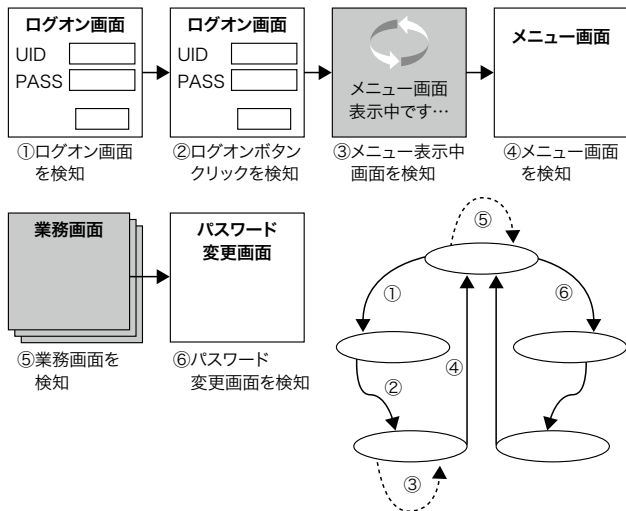 ログオン画面
UID
PASS
①ログオン画面
を検知
ログオン画面
UID
PASS
②ログオンボタン
クリックを検知
メニュー画面
表示中です…
③メニュー表示中
画面を検知
メニュー画面
④メニュー画面
を検知
業務画面
⑤業務画面を
検知
パスワード
変更画面
⑥パスワード
変更画面を検知
⑤
①
⑥
②
④
③